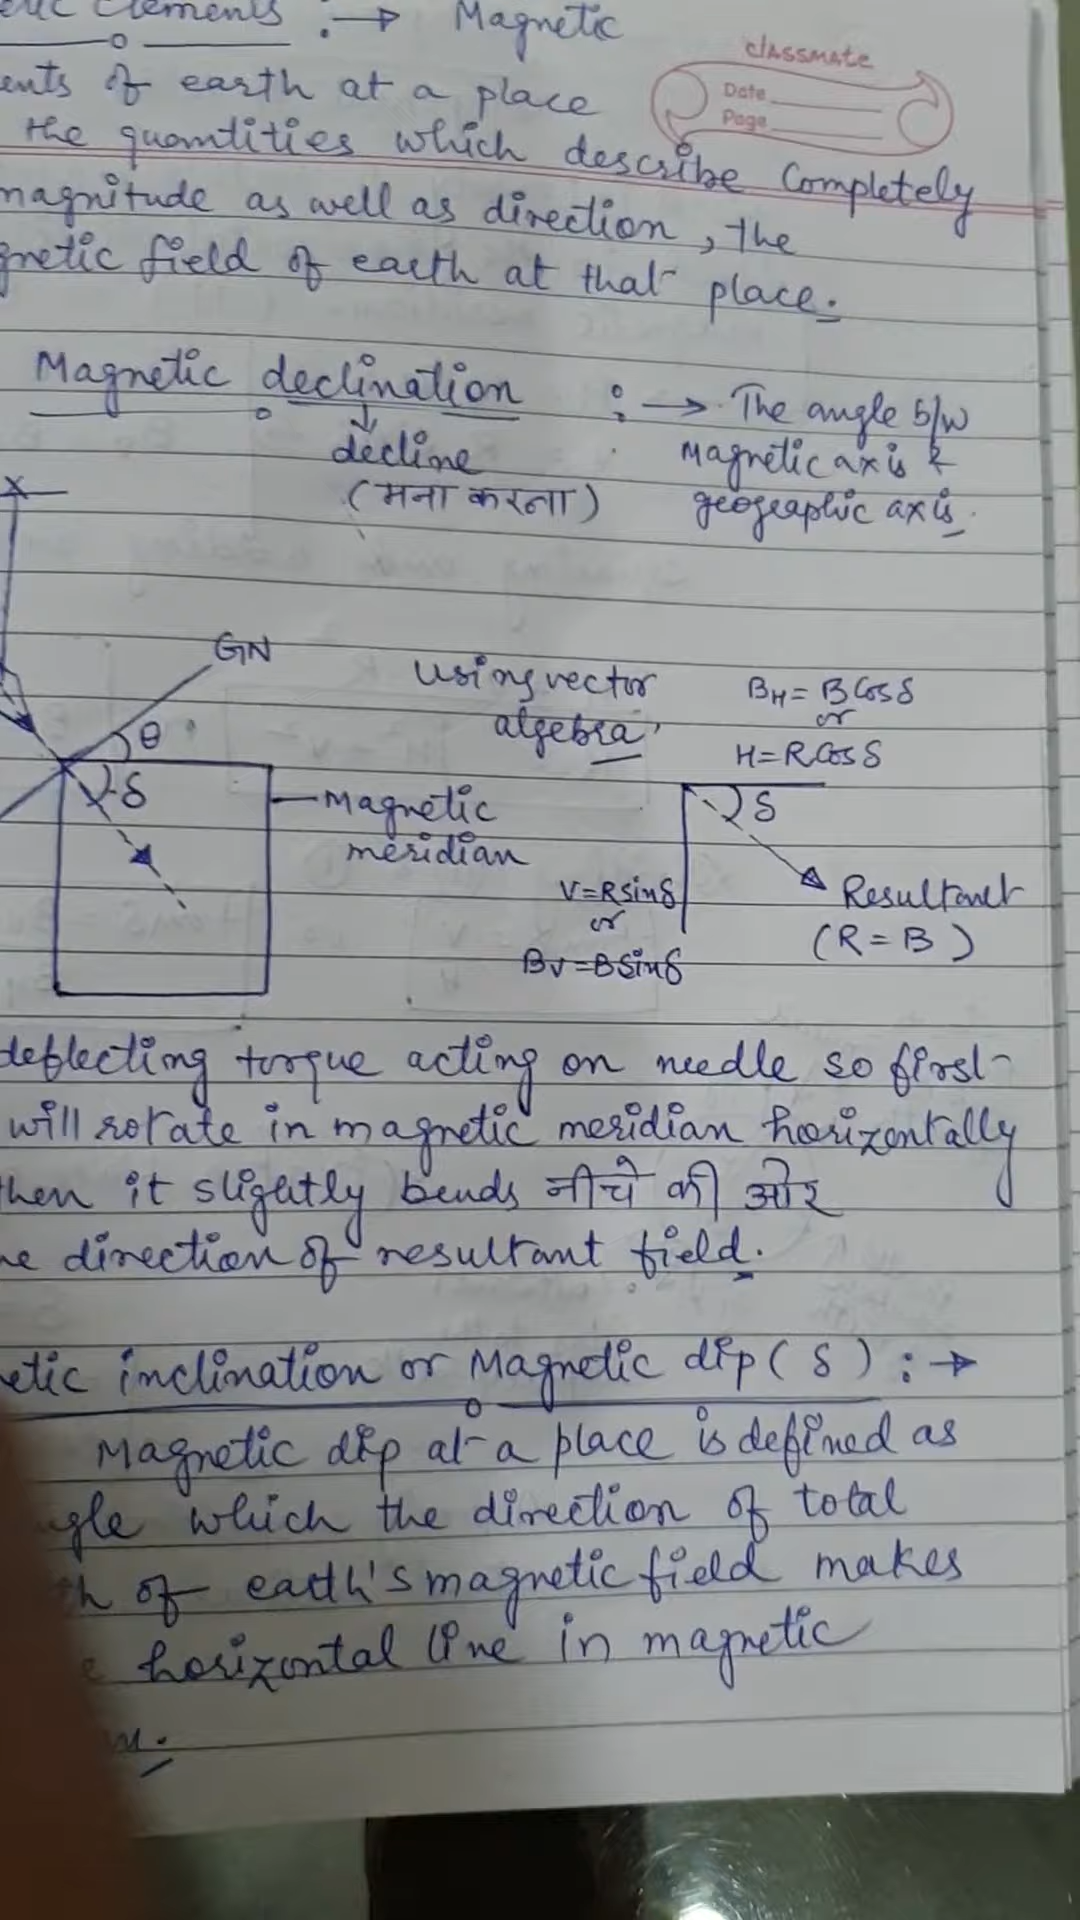 Elements :→ Magnetic
classmate
Date
Page
ents of earth at a place
the quantities which describe completely
magnitude as well as direction, the
gnetic field of earth at that place.
Magnetic declination :→ The angle b/w
decline magnetic axis &
(मना करना) geographic axis.
X
GN
θ
δ
Magnetic
meridian
using vector
algebra,
BH = B Cos δ
or
H = R Cos δ
δ
V = R sin δ
or
BV = B sin δ
Resultant
(R = B)
deflecting torque acting on needle so first
will rotate in magnetic meridian horizontally
then it slightly bends नीचे की ओर
he direction of resultant field.
etic inclination or Magnetic dip (δ) :→
Magnetic dip at a place is defined as
gle which the direction of total
th of earth's magnetic field makes
horizontal line in magnetic